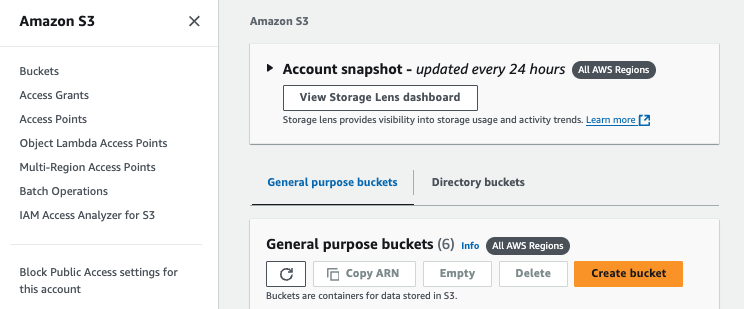 Amazon S3
Buckets
Access Grants
Access Points
Object Lambda Access Points
Multi-Region Access Points
Batch Operations
IAM Access Analyzer for S3
Block Public Access settings for
this account
Amazon S3
Account snapshot - updated every 24 hours All AWS Regions
View Storage Lens dashboard
Storage lens provides visibility into storage usage and activity trends. Learn more
General purpose buckets Directory buckets
General purpose buckets (6) Info All AWS Regions
Copy ARN Empty Delete Create bucket
Buckets are containers for data stored in S3.